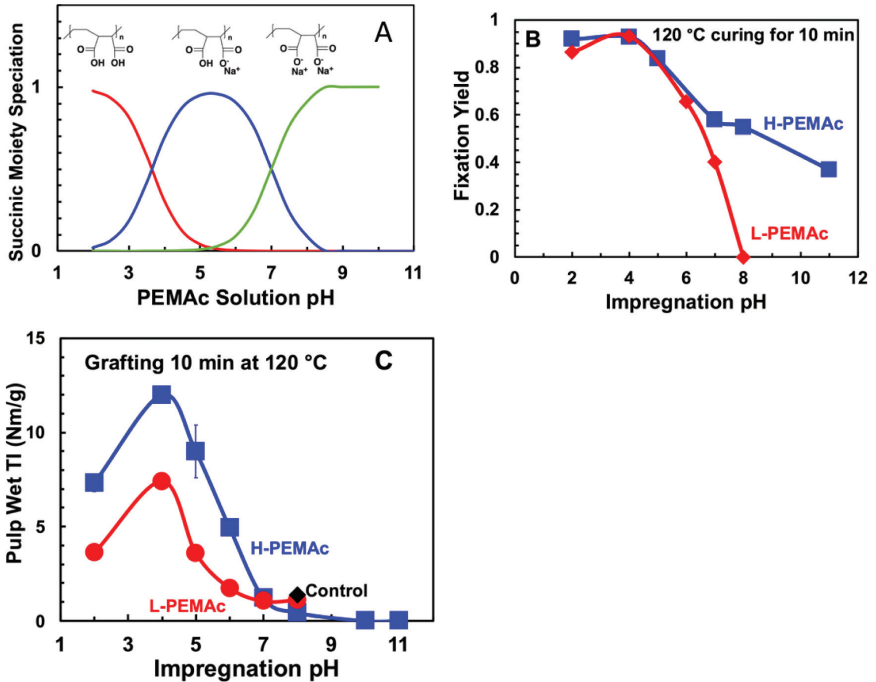 A
n
n
n
O
OH
OH
O
O
OH
O-
Na+
O
O
O-
Na+
O-
Na+
O
Succinic Moiety Speciation
1
0
1 3 5 7 9 11
PEMAc Solution pH
B
120 °C curing for 10 min
Fixation Yield
1
0.8
0.6
0.4
0.2
0
H-PEMAc
L-PEMAc
0 2 4 6 8 10 12
Impregnation pH
C
Grafting 10 min at 120 °C
Pulp Wet TI (Nm/g)
15
10
5
0
H-PEMAc
Control
L-PEMAc
1 3 5 7 9 11
Impregnation pH